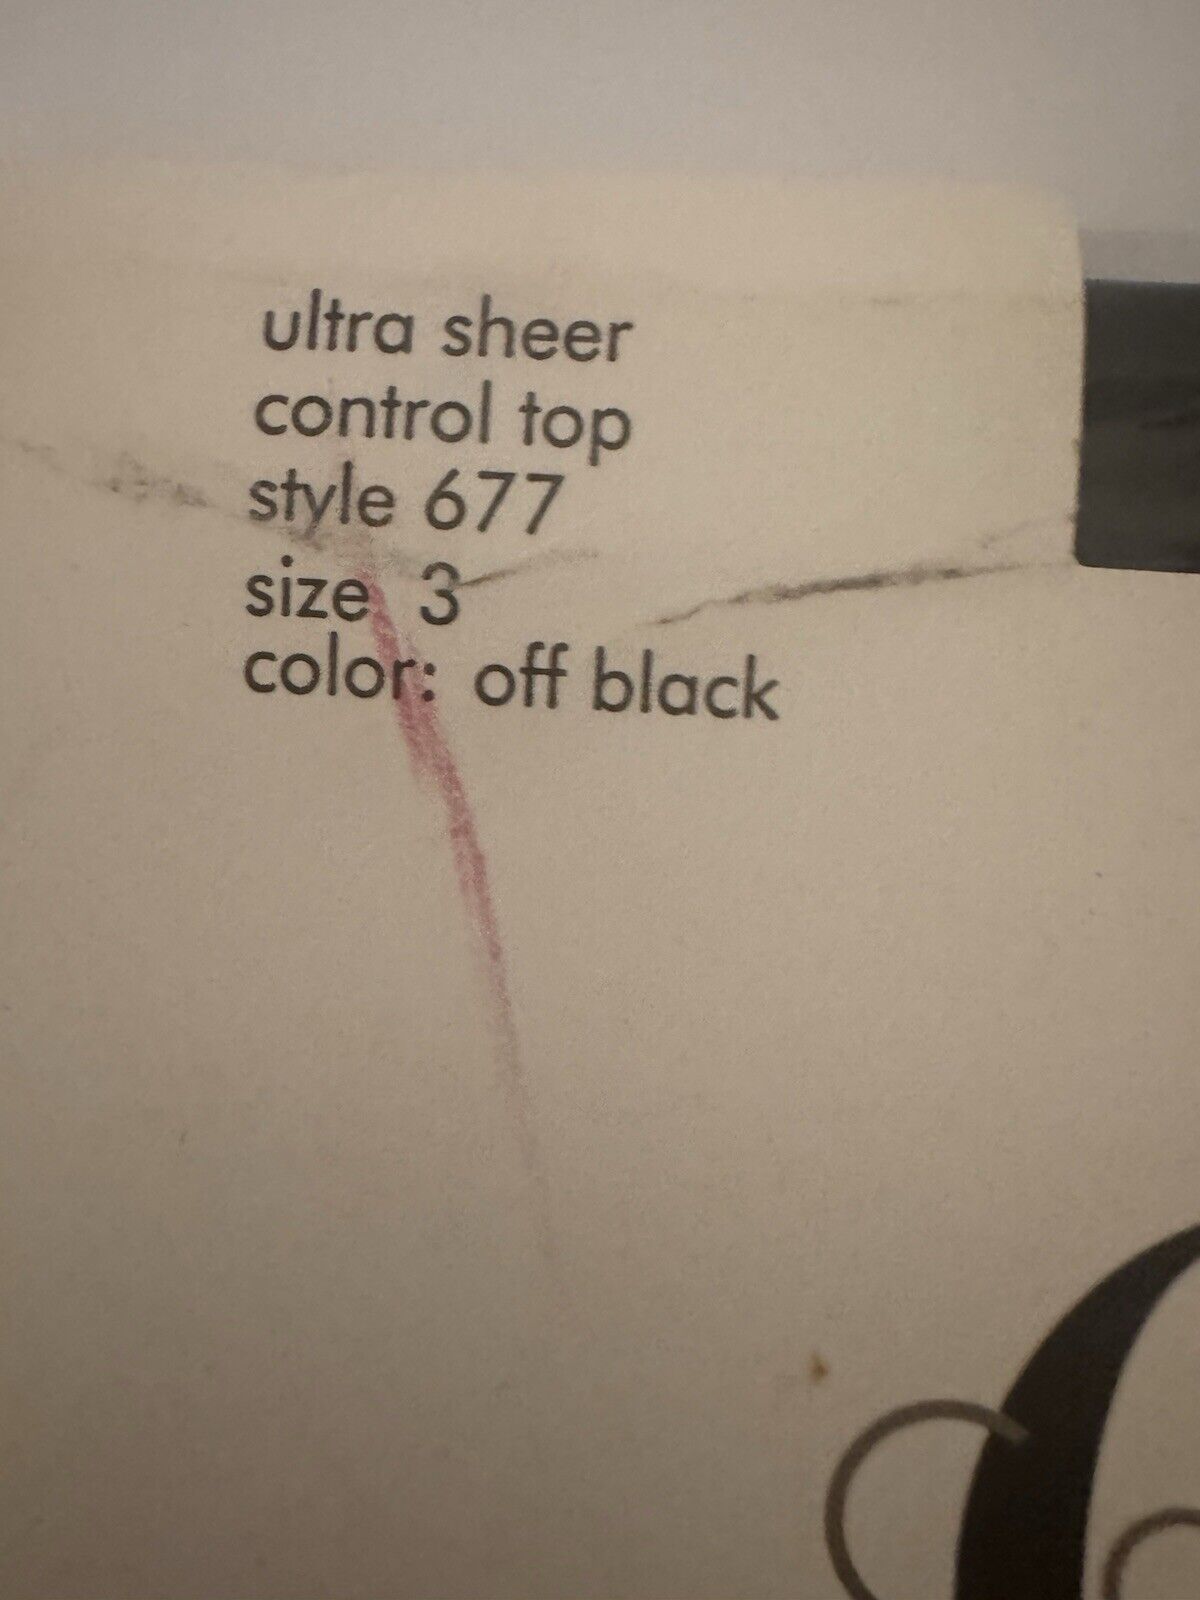 ultra sheer
control top
style 677
size 3
color: off black